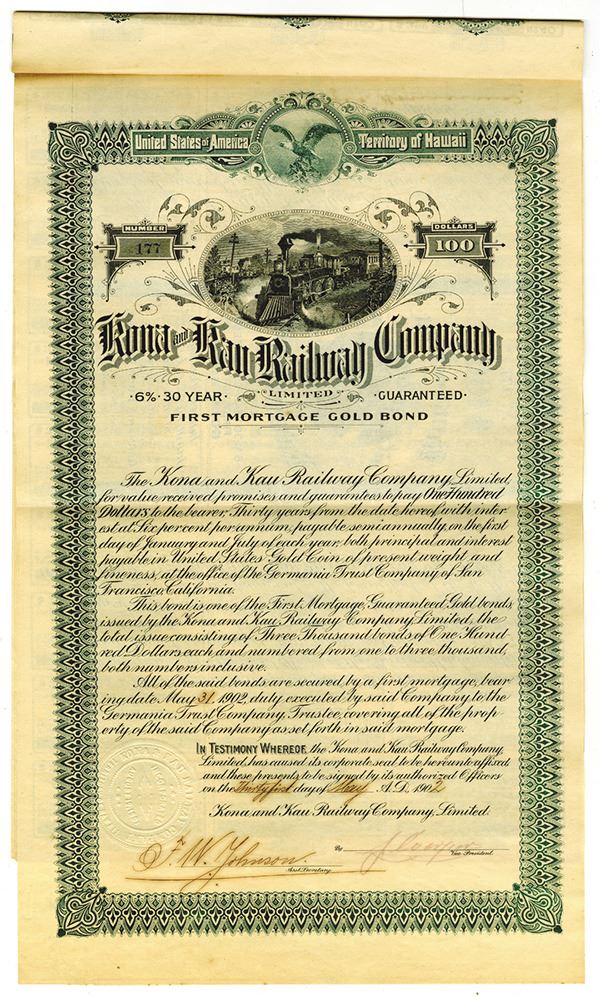 United States of America
Territory of Hawaii
NUMBER
177
DOLLARS
100
Kona and Kau Railway Company
LIMITED
6% 30 YEAR
GUARANTEED
FIRST MORTGAGE GOLD BOND
The Kona and Kau Railway Company, Limited,
for value received promises and guarantees to pay One Hundred
Dollars to the bearer, Thirty years from the date hereof with inter
est at Six per cent per annum, payable semiannually, on the first
day of January and July of each year, both principal and interest
payable in United States Gold Coin of present weight and
fineness, at the office of the Germania Trust Company of San
Francisco, California.
This bond is one of the First Mortgage, Guaranteed Gold bonds
issued by the Kona and Kau Railway Company, Limited, the
total issue consisting of Three Thousand bonds of One Hund
red Dollars each and numbered from one to three thousand,
both numbers inclusive.
All of the said bonds are secured by a first mortgage, bear
ing date May 31, 1902, duly executed by said Company to the
Germania Trust Company, Trustee, covering all of the prop
erty of the said Company as set forth in said mortgage.
IN TESTIMONY WHEREOF, the Kona and Kau Railway Company,
Limited, has caused its corporate seal to be hereunto affixed
and these presents to be signed by its authorized Officers
on the Thirty first day of May A.D. 1902
Kona and Kau Railway Company, Limited.
By
Vice President.
F. W. Johnson.
Asst. Secretary.